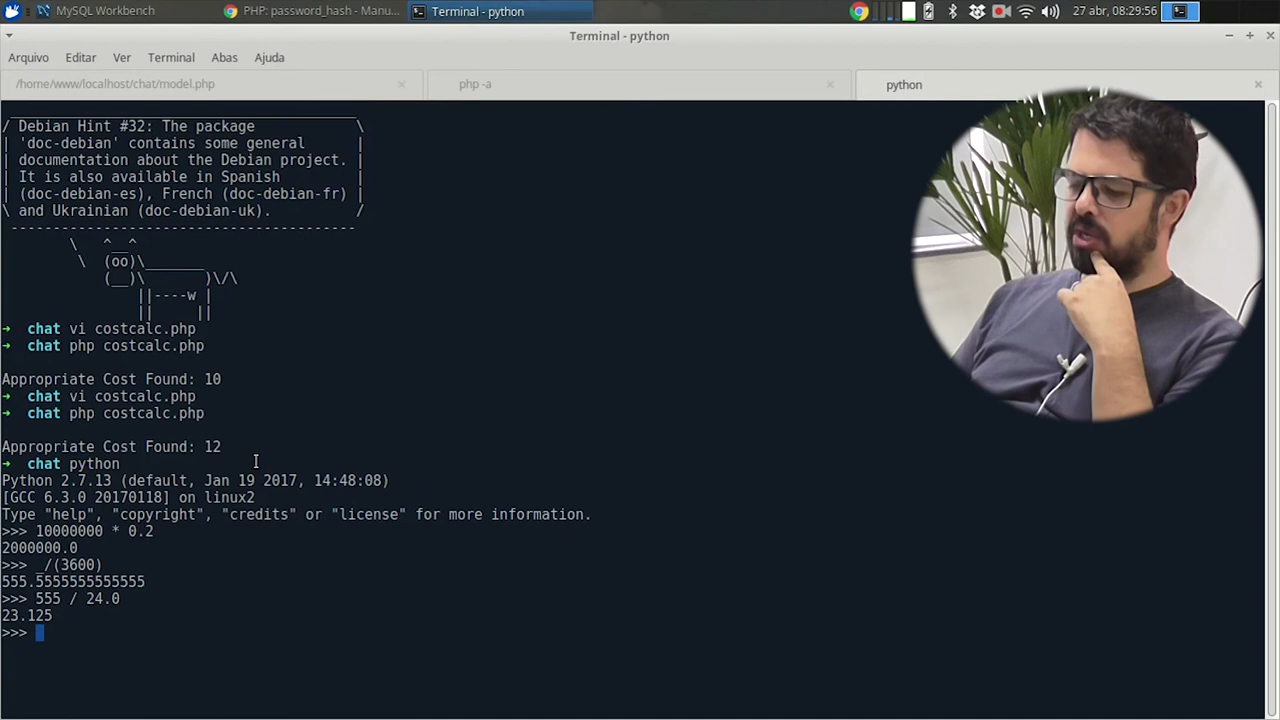 MySQL Workbench
PHP: password_hash - Manu...
Terminal - python
27 abr, 08:29:56
Terminal - python
Arquivo Editar Ver Terminal Abas Ajuda
/home/www/localhost/chat/model.php
php -a
python
/ Debian Hint #32: The package \
| 'doc-debian' contains some general |
| documentation about the Debian project. |
| It is also available in Spanish |
| (doc-debian-es), French (doc-debian-fr) |
\ and Ukrainian (doc-debian-uk). /
---------------------------------------
\ ^__^
\ (oo)\_______
(__)\ )\/\
||----w |
|| ||
➜ chat vi costcalc.php
➜ chat php costcalc.php
Appropriate Cost Found: 10
➜ chat vi costcalc.php
➜ chat php costcalc.php
Appropriate Cost Found: 12
➜ chat python
Python 2.7.13 (default, Jan 19 2017, 14:48:08)
[GCC 6.3.0 20170118] on linux2
Type "help", "copyright", "credits" or "license" for more information.
>>> 10000000 * 0.2
2000000.0
>>> _/(3600)
555.5555555555555
>>> 555 / 24.0
23.125
>>>